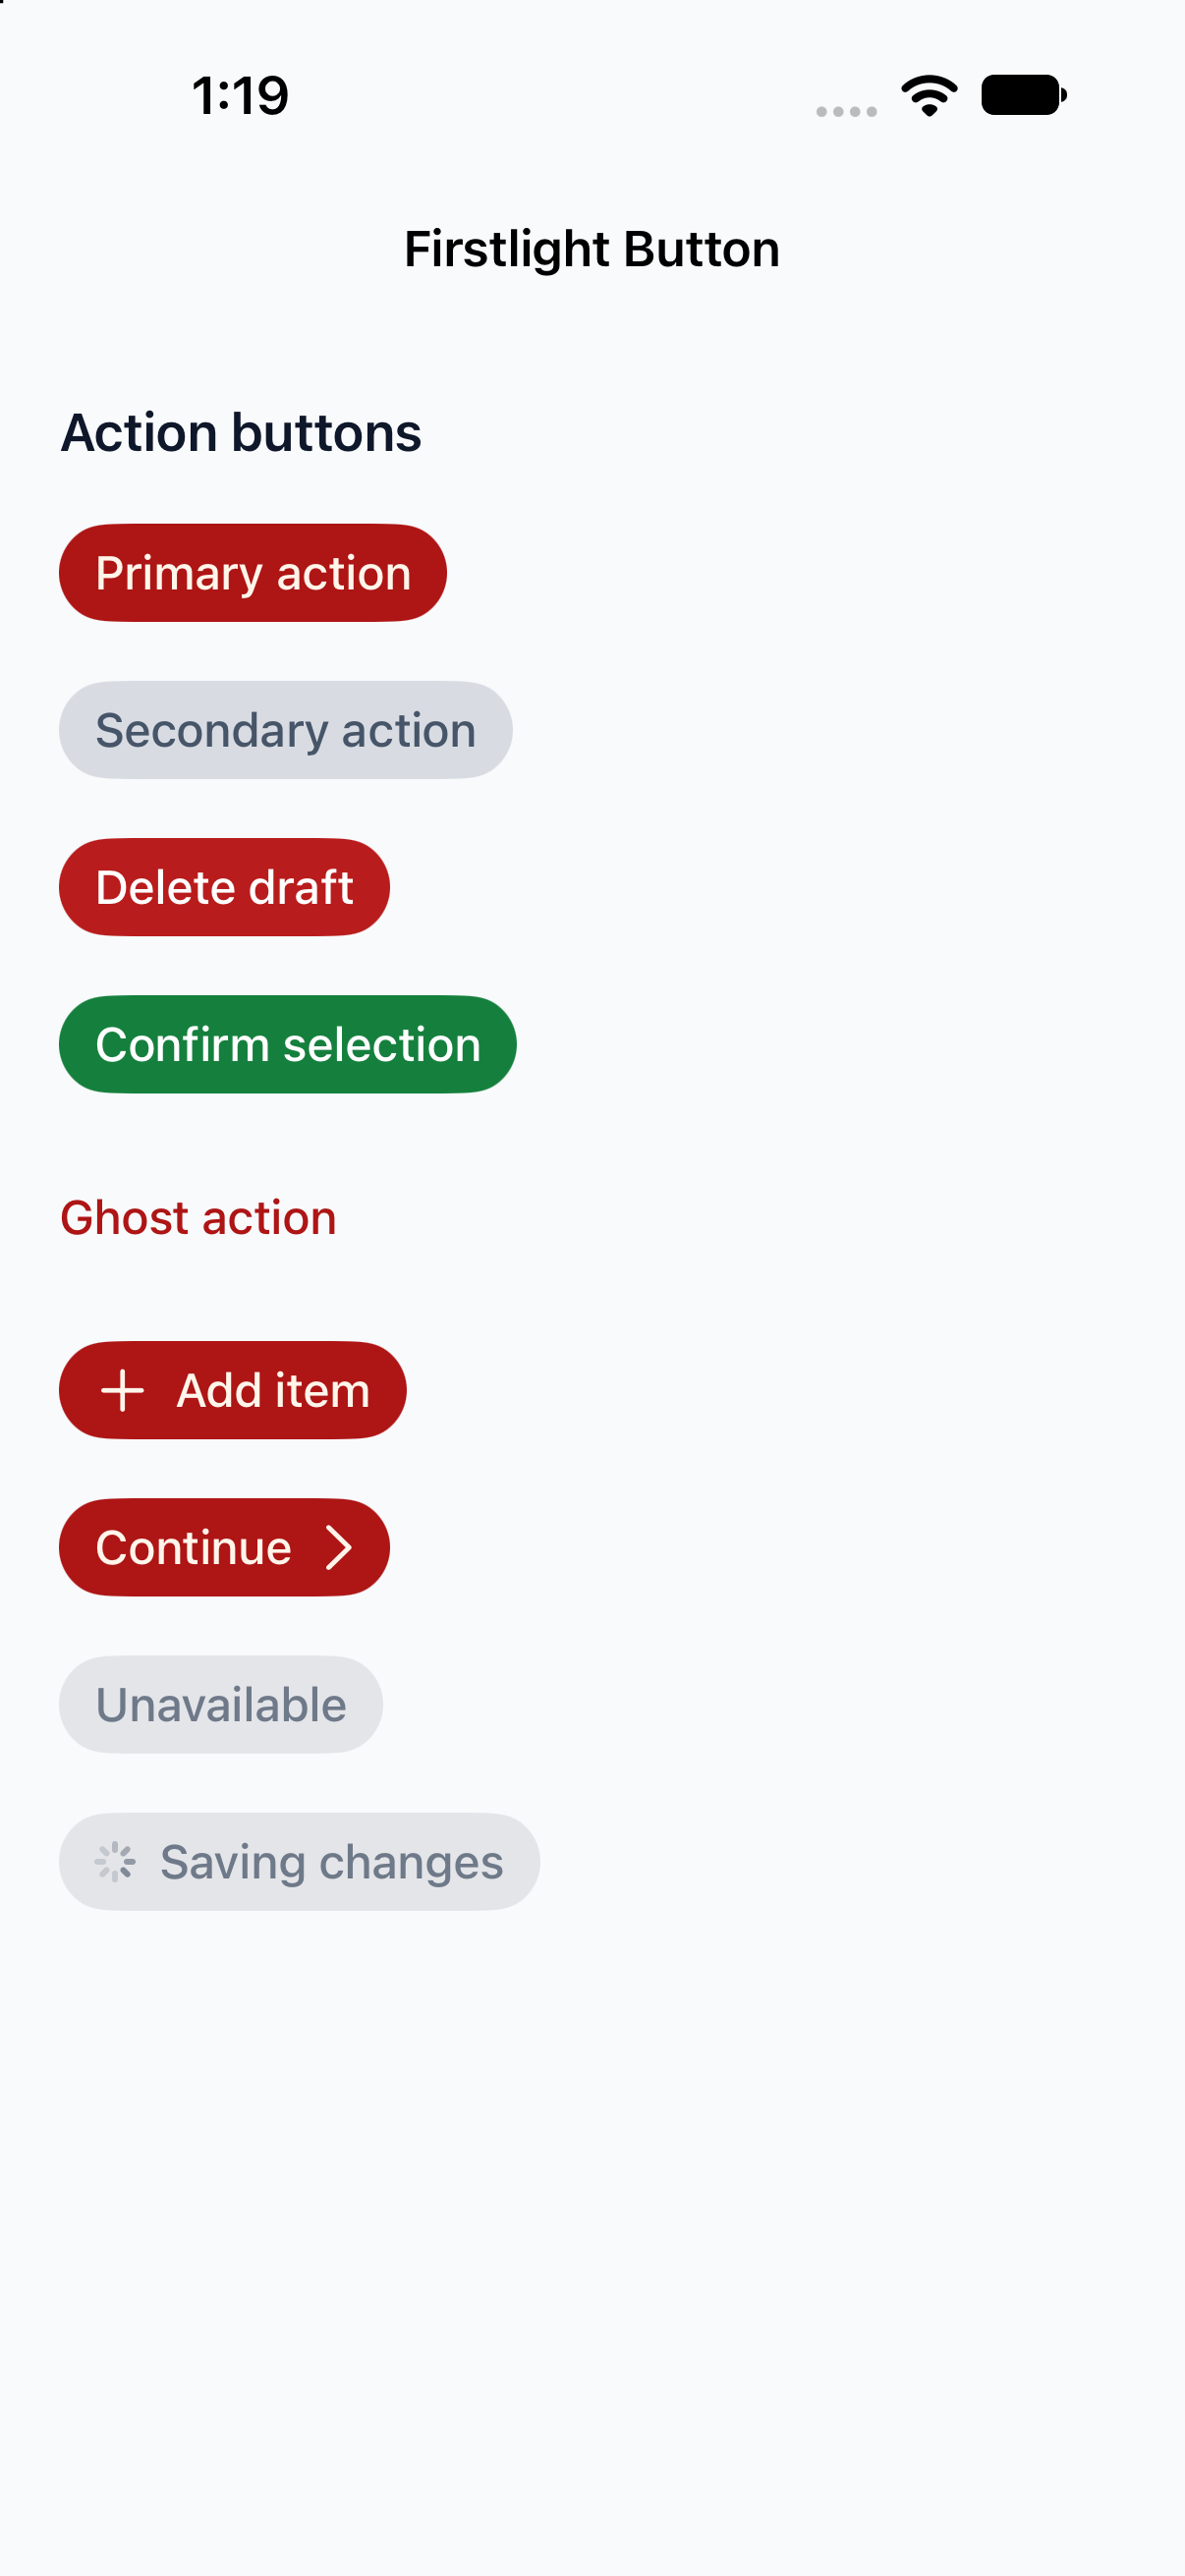 1:19
Firstlight Button
Action buttons
Primary action
Secondary action
Delete draft
Confirm selection
Ghost action
Add item
Continue
Unavailable
Saving changes